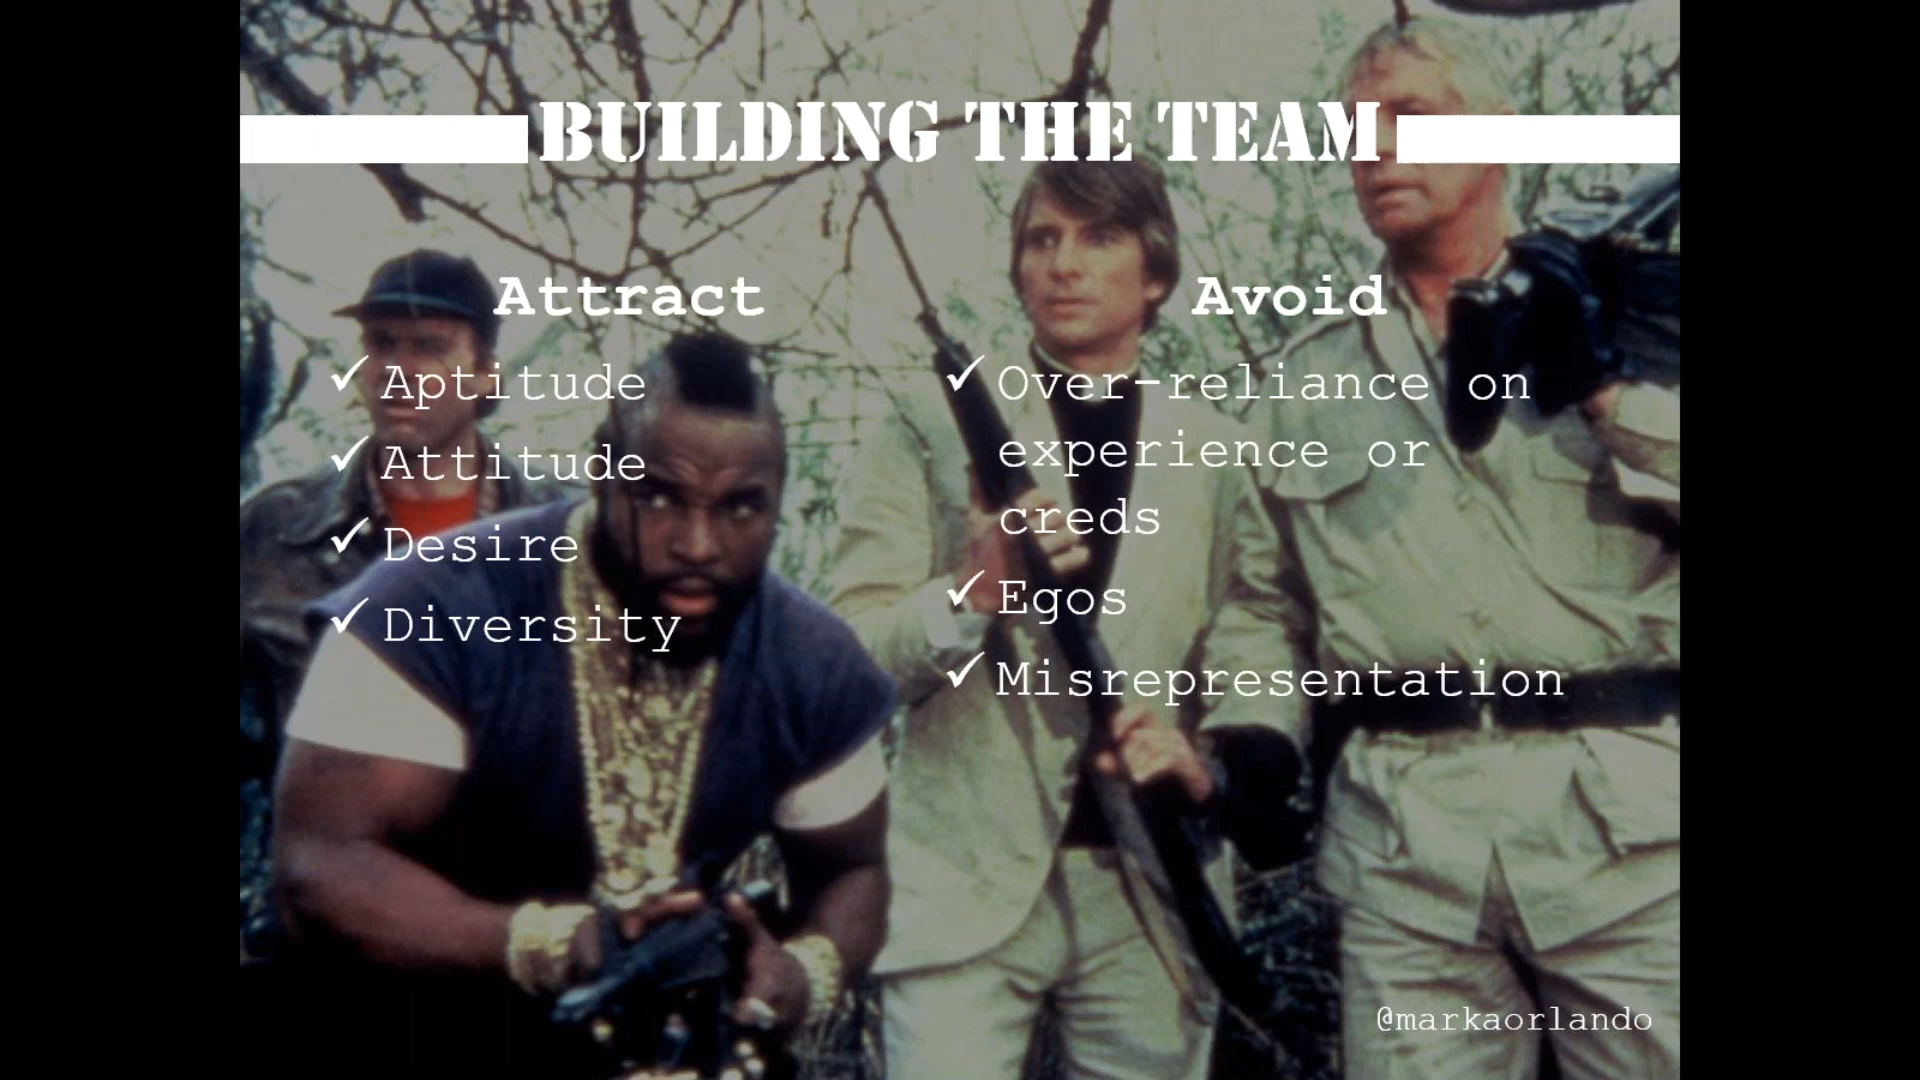 BUILDING THE TEAM
Attract
Aptitude
Attitude
Desire
Diversity
Avoid
Over-reliance on
experience or
creds
Egos
Misrepresentation
@markaorlando